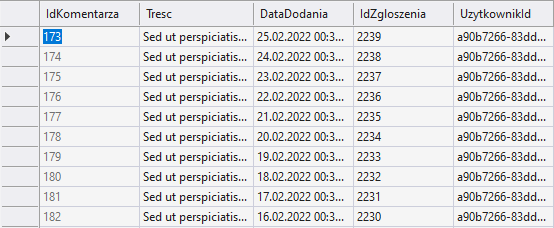 IdKomentarza Tresc DataDodania IdZgloszenia UzytkownikId
173 Sed ut perspiciatis... 25.02.2022 00:3... 2239 a90b7266-83dd...
174 Sed ut perspiciatis... 24.02.2022 00:3... 2238 a90b7266-83dd...
175 Sed ut perspiciatis... 23.02.2022 00:3... 2237 a90b7266-83dd...
176 Sed ut perspiciatis... 22.02.2022 00:3... 2236 a90b7266-83dd...
177 Sed ut perspiciatis... 21.02.2022 00:3... 2235 a90b7266-83dd...
178 Sed ut perspiciatis... 20.02.2022 00:3... 2234 a90b7266-83dd...
179 Sed ut perspiciatis... 19.02.2022 00:3... 2233 a90b7266-83dd...
180 Sed ut perspiciatis... 18.02.2022 00:3... 2232 a90b7266-83dd...
181 Sed ut perspiciatis... 17.02.2022 00:3... 2231 a90b7266-83dd...
182 Sed ut perspiciatis... 16.02.2022 00:3... 2230 a90b7266-83dd...